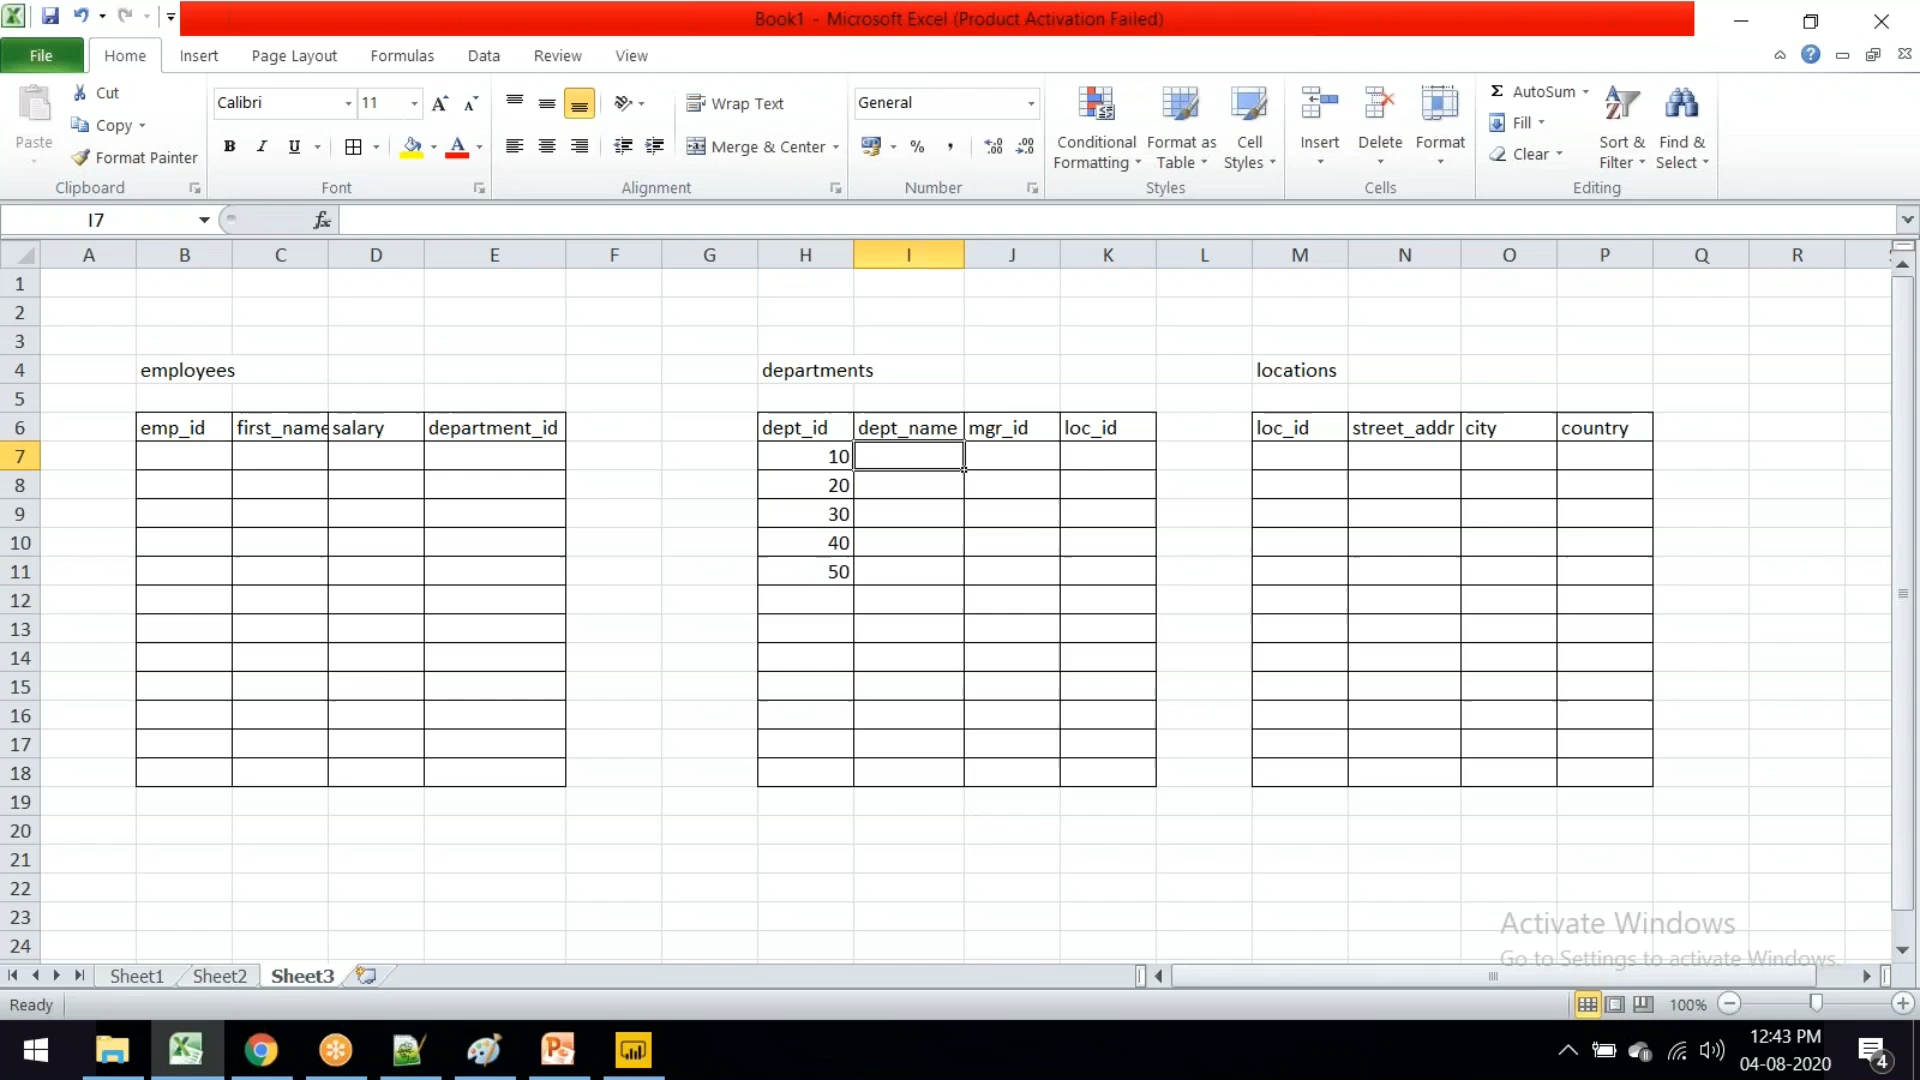 Book1 - Microsoft Excel (Product Activation Failed)
File Home Insert Page Layout Formulas Data Review View
Paste
Cut
Copy
Format Painter
Clipboard
Calibri 11
B I U
Font
Wrap Text
Merge & Center
Alignment
General
% ,
Number
Conditional Formatting
Format as Table
Cell Styles
Styles
Insert Delete Format
Cells
Σ AutoSum
Fill
Clear
Sort & Filter
Find & Select
Editing
I7 fx
A B C D E F G H I J K L M N O P Q R
1
2
3
4 employees departments locations
5
6 emp_id first_name salary department_id dept_id dept_name mgr_id loc_id loc_id street_addr city country
7 10
8 20
9 30
10 40
11 50
12
13
14
15
16
17
18
19
20
21
22
23
24
Activate Windows
Go to Settings to activate Windows.
Sheet1 Sheet2 Sheet3
Ready 100%
12:43 PM
04-08-2020
4